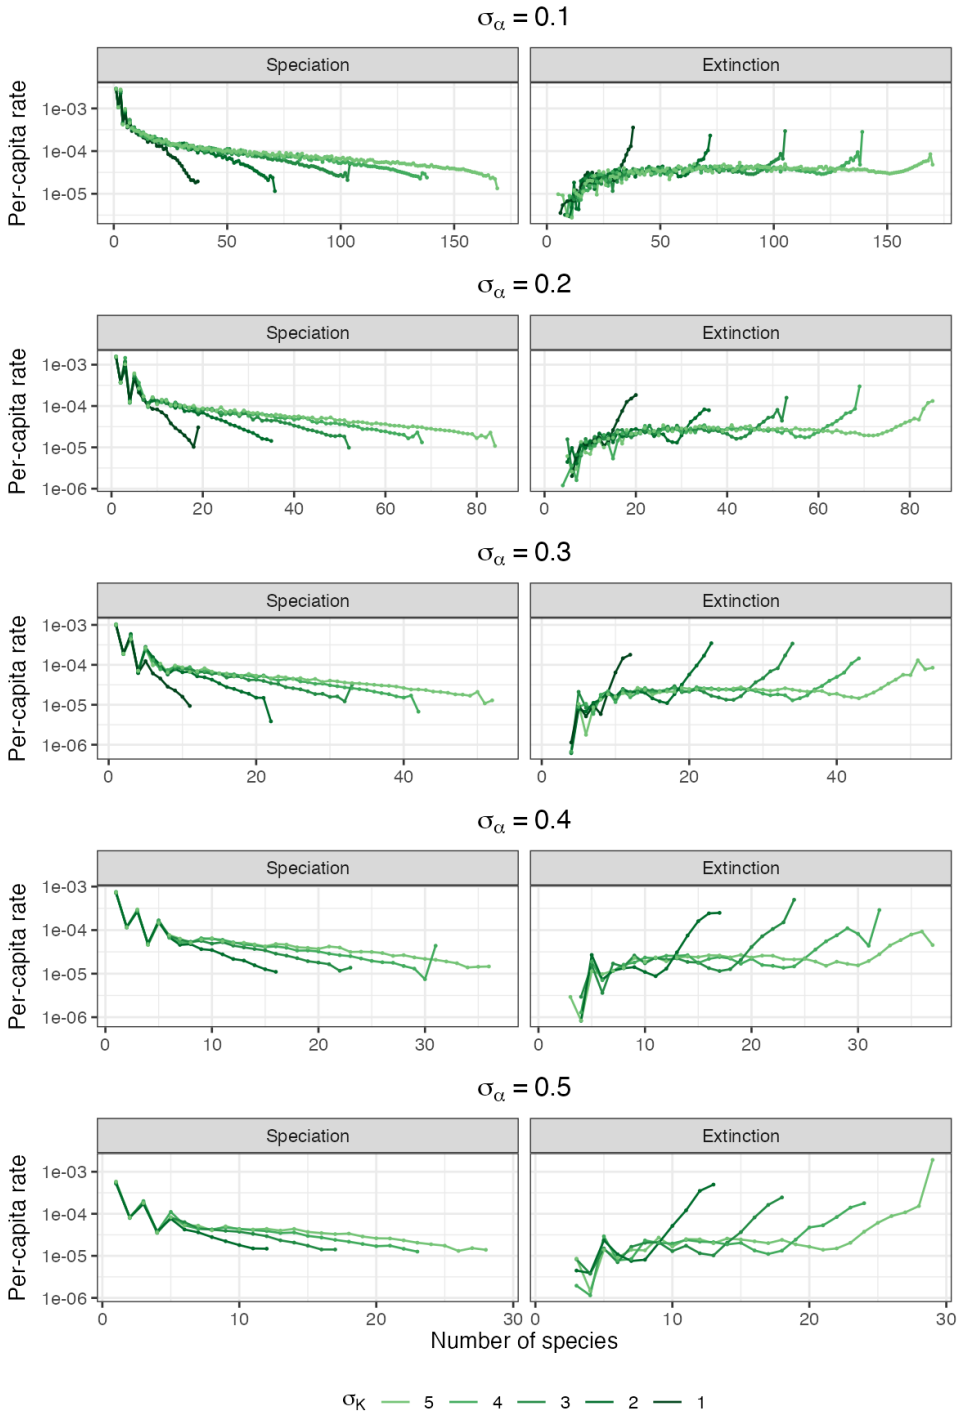 σα = 0.1
Speciation Extinction
Per-capita rate
1e-03
1e-04
1e-05
0 50 100 150 0 50 100 150
σα = 0.2
Speciation Extinction
Per-capita rate
1e-03
1e-04
1e-05
1e-06
0 20 40 60 80 0 20 40 60 80
σα = 0.3
Speciation Extinction
Per-capita rate
1e-03
1e-04
1e-05
1e-06
0 20 40 0 20 40
σα = 0.4
Speciation Extinction
Per-capita rate
1e-03
1e-04
1e-05
1e-06
0 10 20 30 0 10 20 30
σα = 0.5
Speciation Extinction
Per-capita rate
1e-03
1e-04
1e-05
1e-06
0 10 20 30 0 10 20 30
Number of species
σK 5 4 3 2 1